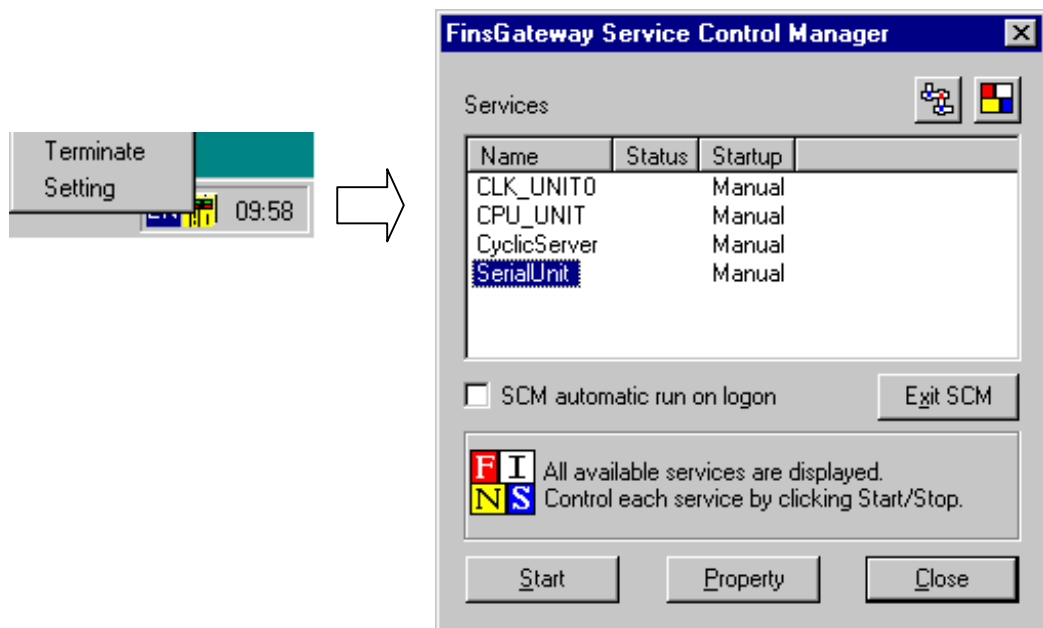 Terminate
Setting
EN 09:58
FinsGateway Service Control Manager
Services
Name Status Startup
CLK_UNIT0 Manual
CPU_UNIT Manual
CyclicServer Manual
SerialUnit Manual
SCM automatic run on logon Exit SCM
F I
N S
All available services are displayed.
Control each service by clicking Start/Stop.
Start Property Close